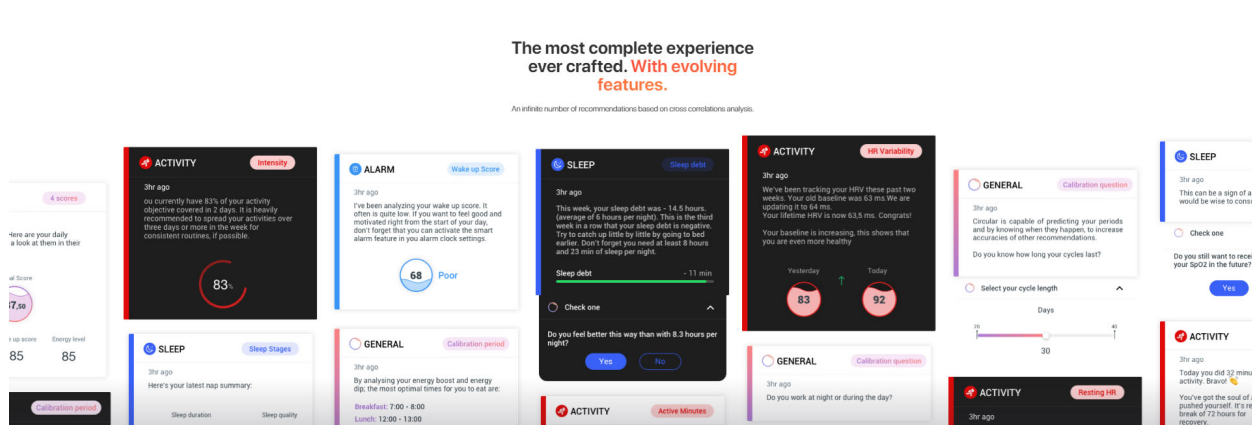 The most complete experience
ever crafted. With evolving
features.
An infinite number of recommendations based on cross correlations analysis.
4 scores
Here are your daily
a look at them in their
Score
37,50
up score
Energy level
85
85
Calibration period
ACTIVITY
Intensity
3hr ago
ou currently have 83% of your activity
objective covered in 2 days. It is heavily
recommended to spread your activities over
three days or more in the week for
consistent routines, if possible.
83%
SLEEP
Sleep Stages
3hr ago
Here's your latest nap summary:
Sleep duration
Sleep quality
ALARM
Wake up Score
3hr ago
I've been analyzing your wake up score. It
often is quite low. If you want to feel good and
motivated right from the start of your day,
don't forget that you can activate the smart
alarm feature in you alarm clock settings.
68
Poor
GENERAL
Calibration period
3hr ago
By analysing your energy boost and energy
dip, the most optimal times for you to eat are:
Breakfast: 7:00 - 8:00
Lunch: 12:00 - 13:00
SLEEP
Sleep debt
3hr ago
This week, your sleep debt was - 14.5 hours.
(average of 6 hours per night). This is the third
week in a row that your sleep debt is negative.
Try to catch up little by little by going to bed
earlier. Don't forget you need at least 8 hours
and 23 min of sleep per night.
Sleep debt
- 11 min
Check one
Do you feel better this way than with 8.3 hours per
night?
Yes
No
ACTIVITY
Active Minutes
ACTIVITY
HR Variability
3hr ago
We've been tracking your HRV these past two
weeks. Your old baseline was 63 ms.We are
updating it to 64 ms.
Your lifetime HRV is now 63,5 ms. Congrats!
Your baseline is increasing, this shows that
you are even more healthy
Yesterday
Today
83
92
GENERAL
Calibration question
3hr ago
Do you work at night or during the day?
GENERAL
Calibration question
3hr ago
Circular is capable of predicting your periods
and by knowing when they happen, to increase
accuracies of other recommendations.
Do you know how long your cycles last?
Select your cycle length
Days
20
40
30
ACTIVITY
Resting HR
3hr ago
SLEEP
3hr ago
This can be a sign of a
would be wise to cons
Check one
Do you still want to recei
your SpO2 in the future?
Yes
ACTIVITY
3hr ago
Today you did 32 minu
activity. Bravo! 👏
You've got the soul of a
pushed yourself. It's re
break of 72 hours for
recovery.